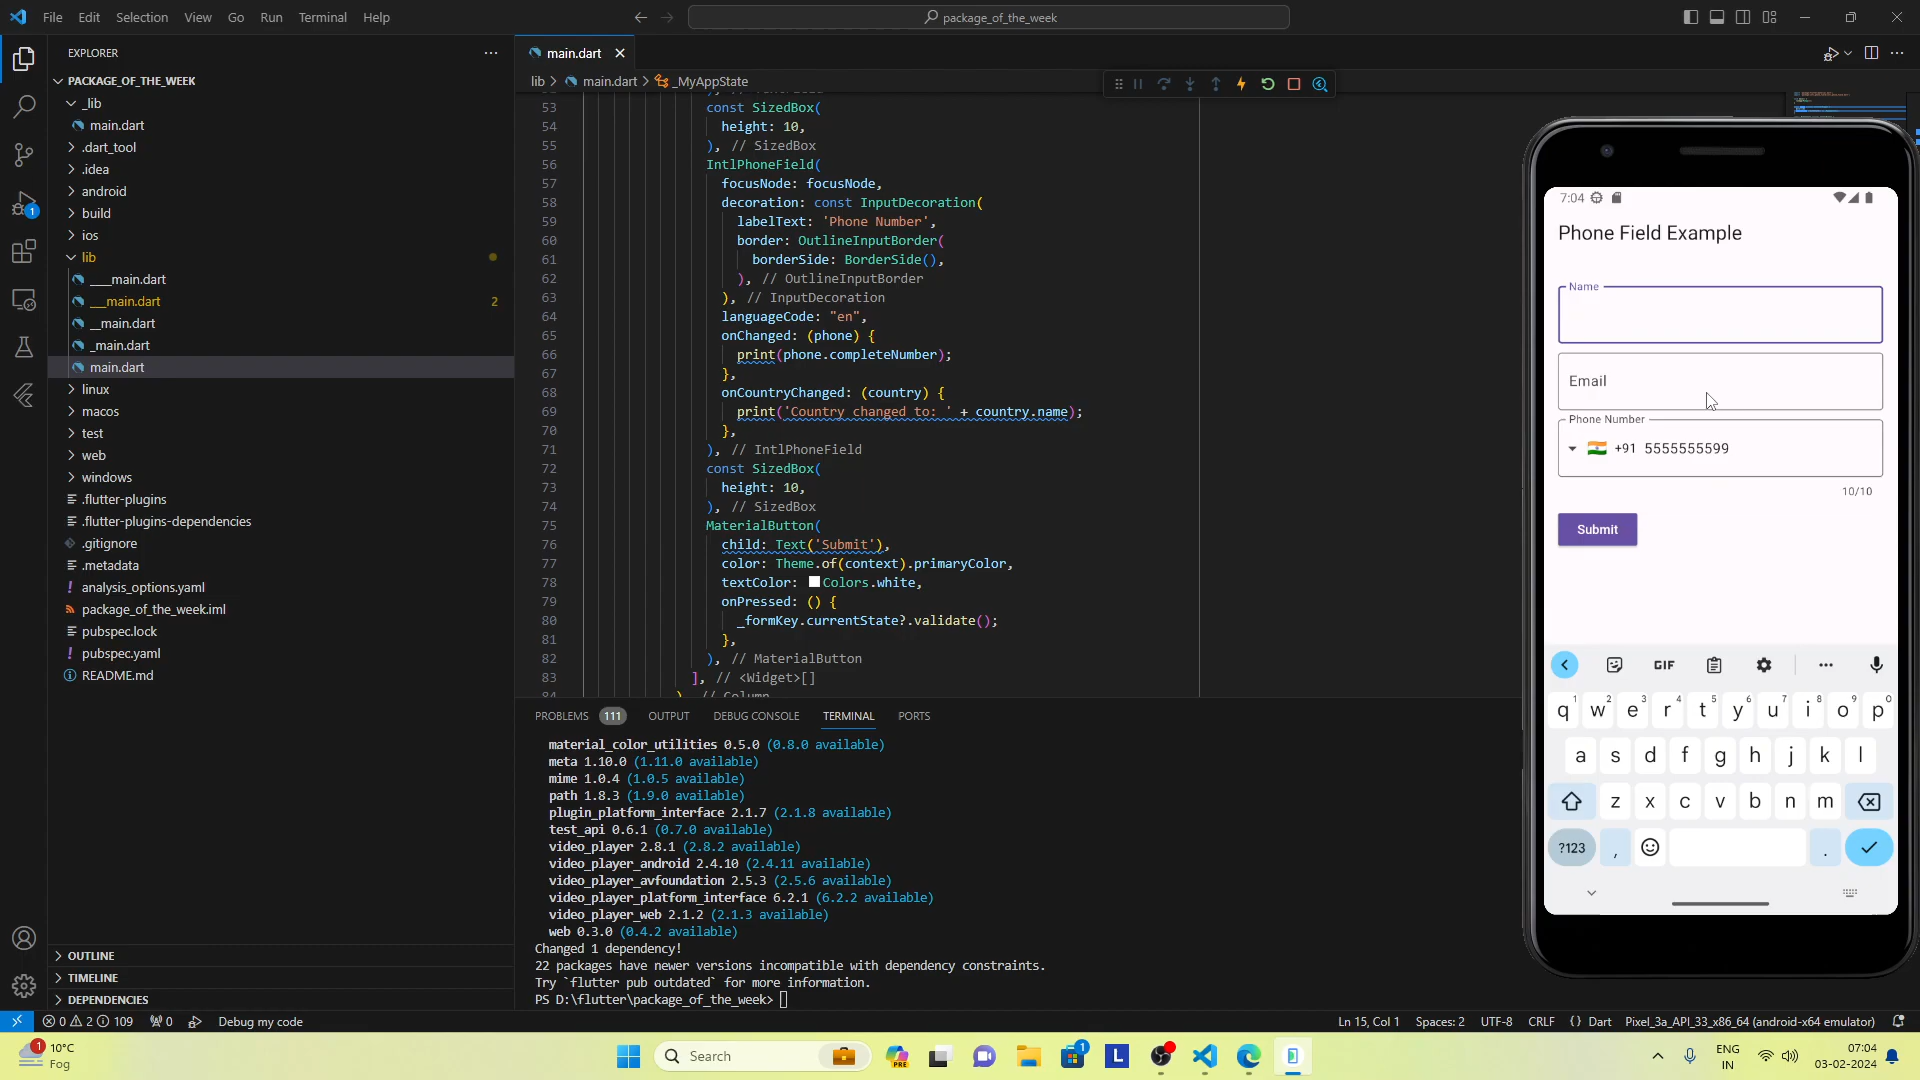 File Edit Selection View Go Run Terminal Help
package_of_the_week
EXPLORER
PACKAGE_OF_THE_WEEK
_lib
main.dart
.dart_tool
.idea
android
build
ios
lib
____main.dart
___main.dart 2
__main.dart
_main.dart
main.dart
linux
macos
test
web
windows
.flutter-plugins
.flutter-plugins-dependencies
.gitignore
.metadata
analysis_options.yaml
package_of_the_week.iml
pubspec.lock
pubspec.yaml
README.md
OUTLINE
TIMELINE
DEPENDENCIES
1
main.dart
lib > main.dart > _MyAppState
53 const SizedBox(
54 height: 10,
55 ), // SizedBox
56 IntlPhoneField(
57 focusNode: focusNode,
58 decoration: const InputDecoration(
59 labelText: 'Phone Number',
60 border: OutlineInputBorder(
61 borderSide: BorderSide(),
62 ), // OutlineInputBorder
63 ), // InputDecoration
64 languageCode: "en",
65 onChanged: (phone) {
66 print(phone.completeNumber);
67 },
68 onCountryChanged: (country) {
69 print('Country changed to: ' + country.name);
70 },
71 ), // IntlPhoneField
72 const SizedBox(
73 height: 10,
74 ), // SizedBox
75 MaterialButton(
76 child: Text('Submit'),
77 color: Theme.of(context).primaryColor,
78 textColor: Colors.white,
79 onPressed: () {
80 _formKey.currentState?.validate();
81 },
82 ), // MaterialButton
83 ], // <Widget>[]
84 ) // Column
PROBLEMS 111 OUTPUT DEBUG CONSOLE TERMINAL PORTS
material_color_utilities 0.5.0 (0.8.0 available)
meta 1.10.0 (1.11.0 available)
mime 1.0.4 (1.0.5 available)
path 1.8.3 (1.9.0 available)
plugin_platform_interface 2.1.7 (2.1.8 available)
test_api 0.6.1 (0.7.0 available)
video_player 2.8.1 (2.8.2 available)
video_player_android 2.4.10 (2.4.11 available)
video_player_avfoundation 2.5.3 (2.5.6 available)
video_player_platform_interface 6.2.1 (6.2.2 available)
video_player_web 2.1.2 (2.1.3 available)
web 0.3.0 (0.4.2 available)
Changed 1 dependency!
22 packages have newer versions incompatible with dependency constraints.
Try `flutter pub outdated` for more information.
PS D:\flutter\package_of_the_week>
7:04
Phone Field Example
Name
Email
Phone Number
+91 5555555599
10/10
Submit
GIF
q1 w2 e3 r4 t5 y6 u7 i8 o9 p0
a s d f g h j k l
z x c v b n m
?123 , .
0 2 109 0 Debug my code
Ln 15, Col 1 Spaces: 2 UTF-8 CRLF {} Dart Pixel_3a_API_33_x86_64 (android-x64 emulator)
1
10°C
Fog
Search
PRE
1
L
ENG
IN
07:04
03-02-2024